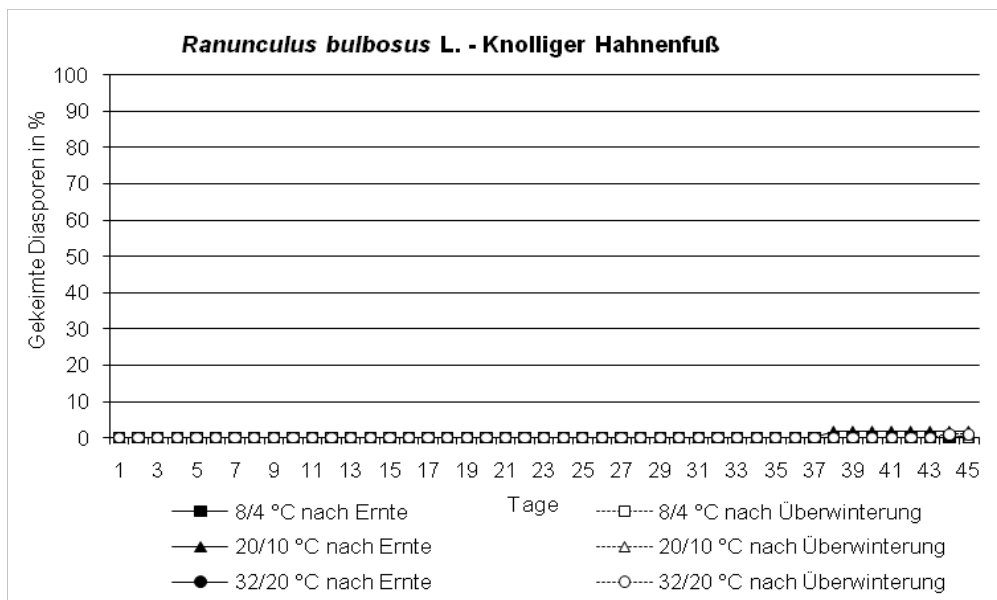 Ranunculus bulbosus L. - Knolliger Hahnenfuß
Gekeimte Diasporen in %
100
90
80
70
60
50
40
30
20
10
0
1 3 5 7 9 11 13 15 17 19 21 23 25 27 29 31 33 35 37 39 41 43 45
Tage
8/4 °C nach Ernte
8/4 °C nach Überwinterung
20/10 °C nach Ernte
20/10 °C nach Überwinterung
32/20 °C nach Ernte
32/20 °C nach Überwinterung